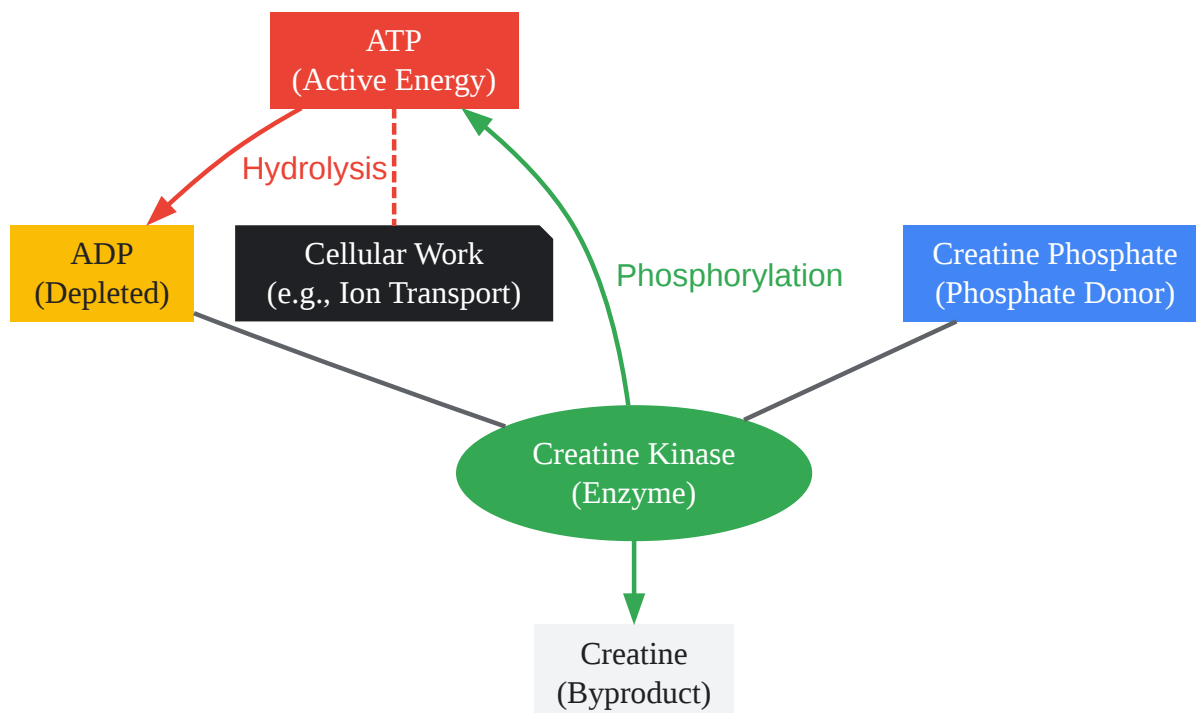 ATP
(Active Energy)
Hydrolysis
ADP
(Depleted)
Cellular Work
(e.g., Ion Transport)
Phosphorylation
Creatine Phosphate
(Phosphate Donor)
Creatine Kinase
(Enzyme)
Creatine
(Byproduct)